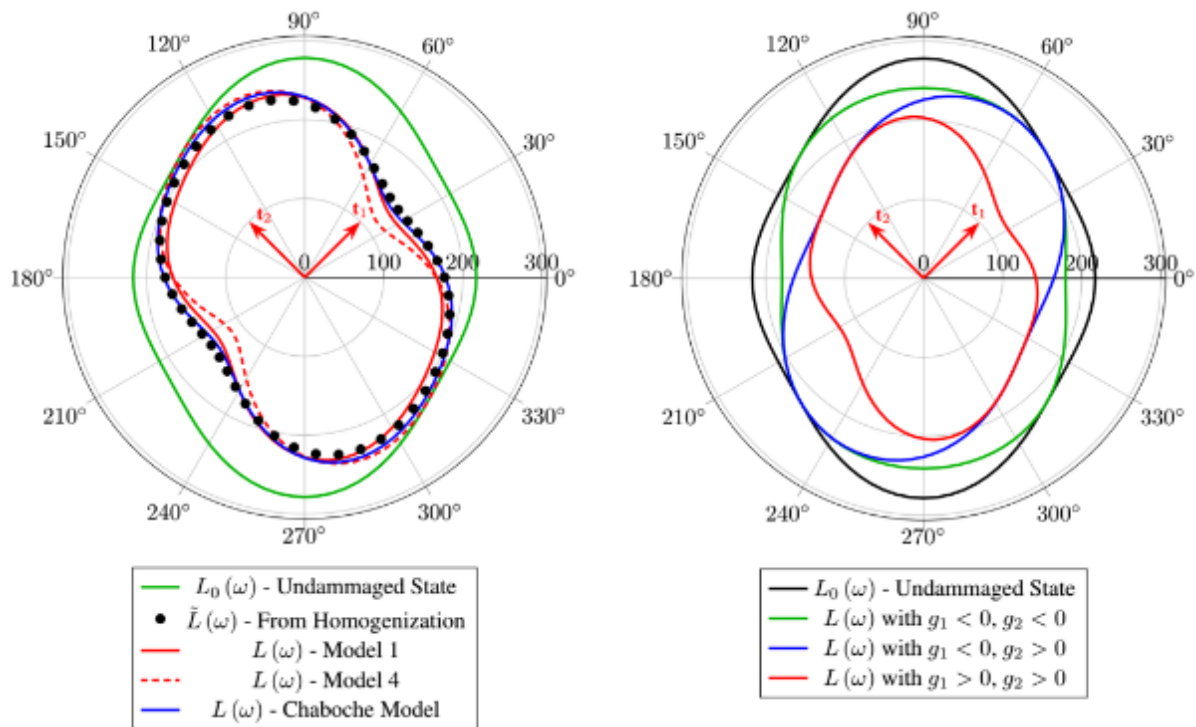 90°
120°
60°
150°
30°
t₂
t₁
180°
0
100
200
300
0°
210°
330°
240°
300°
270°
L₀ (ω) - Undammaged State
L̃ (ω) - From Homogenization
L (ω) - Model 1
L (ω) - Model 4
L (ω) - Chaboche Model
90°
120°
60°
150°
30°
t₂
t₁
180°
0
100
200
300
0°
210°
330°
240°
300°
270°
L₀ (ω) - Undammaged State
L (ω) with g₁ < 0, g₂ < 0
L (ω) with g₁ < 0, g₂ > 0
L (ω) with g₁ > 0, g₂ > 0